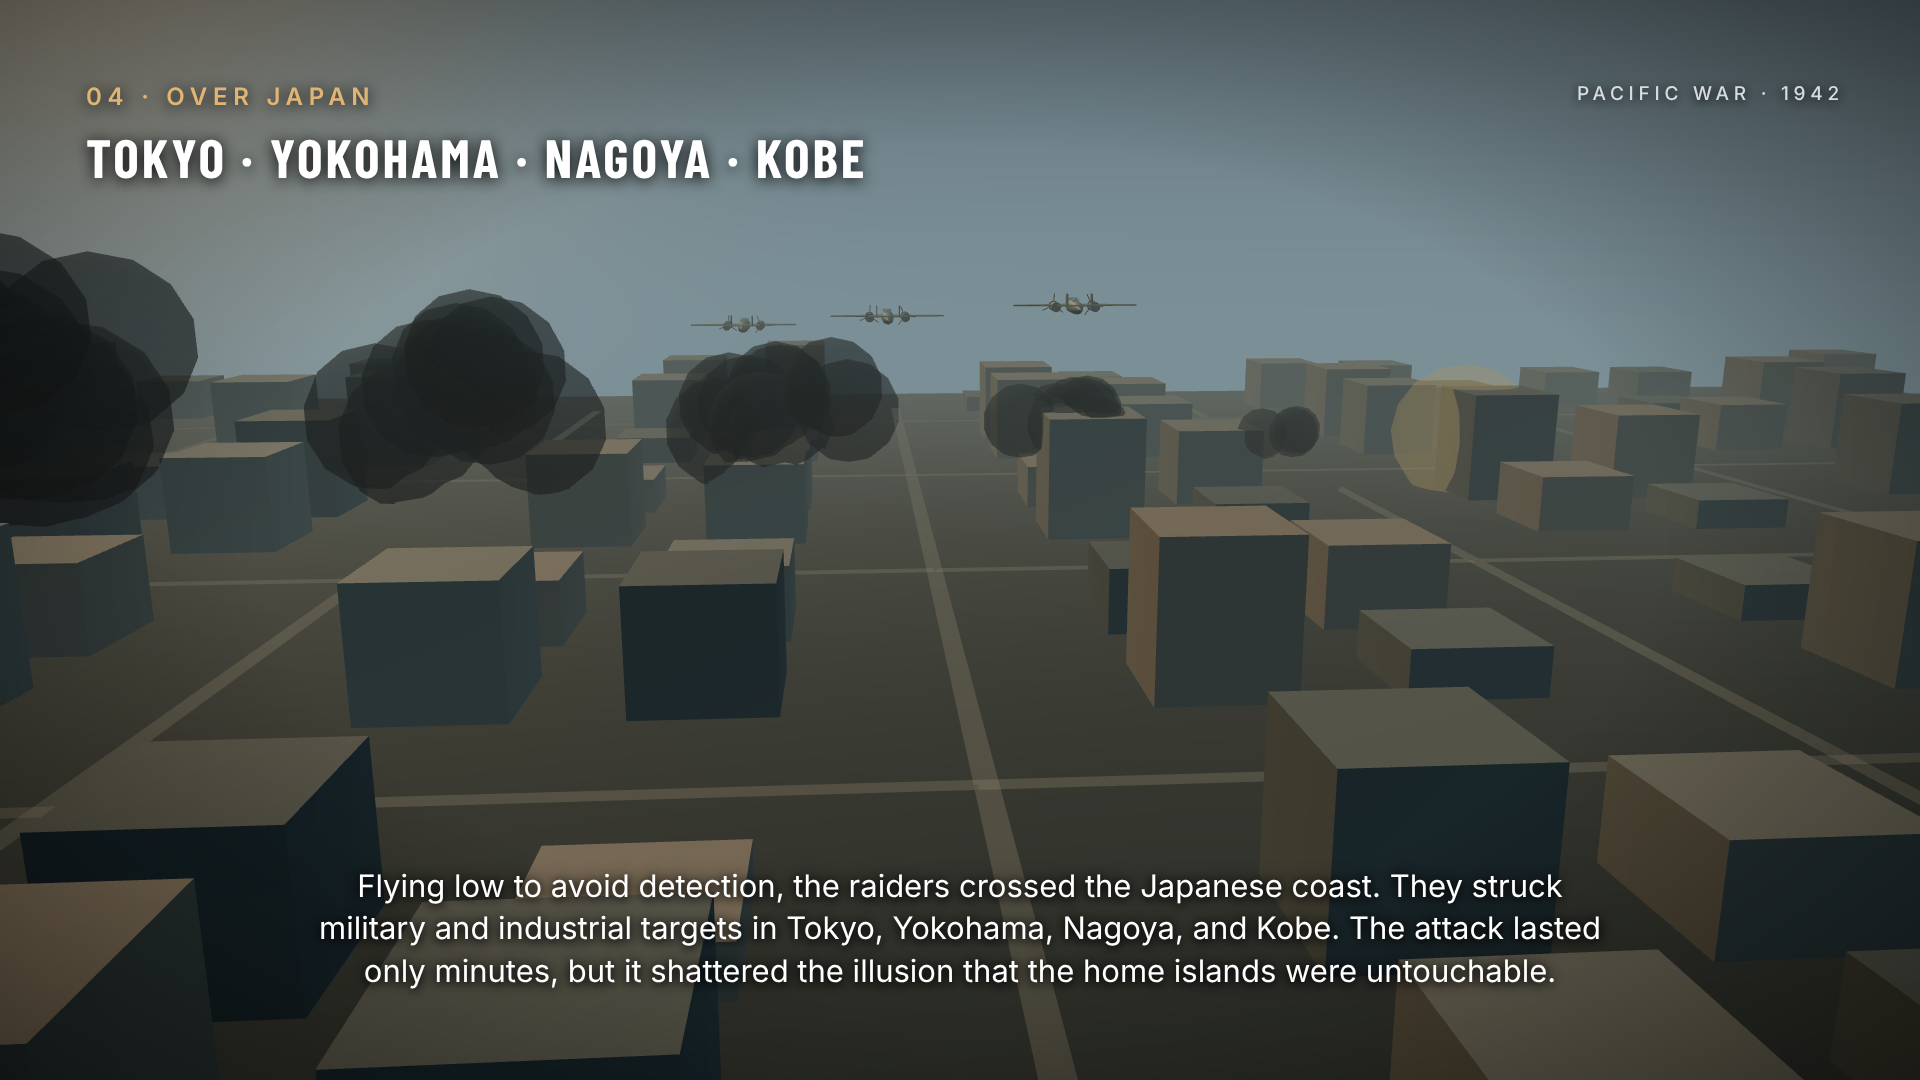 04 · OVER JAPAN
PACIFIC WAR · 1942
TOKYO · YOKOHAMA · NAGOYA · KOBE
Flying low to avoid detection, the raiders crossed the Japanese coast. They struck
military and industrial targets in Tokyo, Yokohama, Nagoya, and Kobe. The attack lasted
only minutes, but it shattered the illusion that the home islands were untouchable.